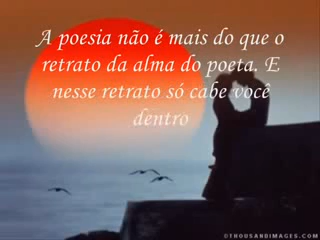 A poesia não é mais do que o
retrato da alma do poeta. E
nesse retrato só cabe você
dentro
©THOUSANDIMAGES.COM